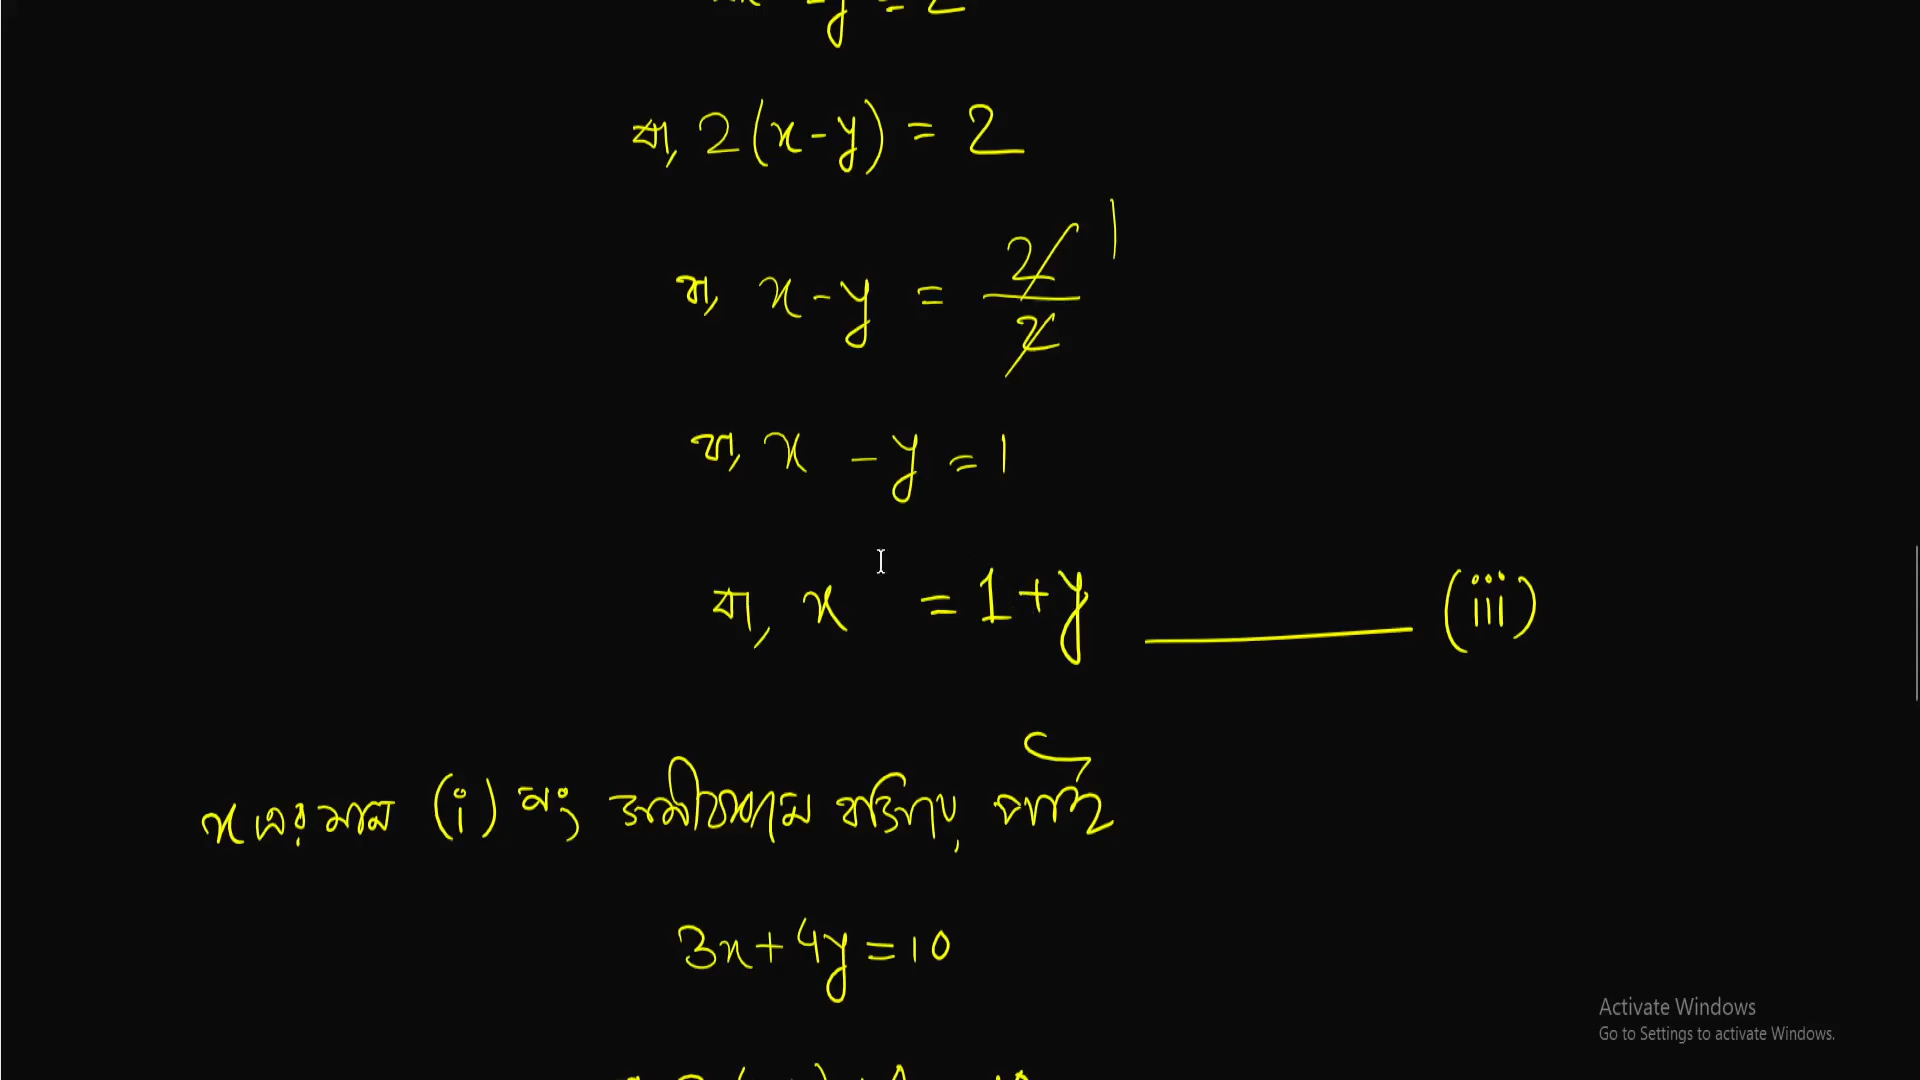 বা, 2(x-y) = 2
বা, x-y = 2/2 1
বা, x - y = 1
বা, x = 1+y (iii)
x এর মান (i) নং সমীকরণে বসিয়ে, পাই
3x+4y=10
Activate Windows
Go to Settings to activate Windows.